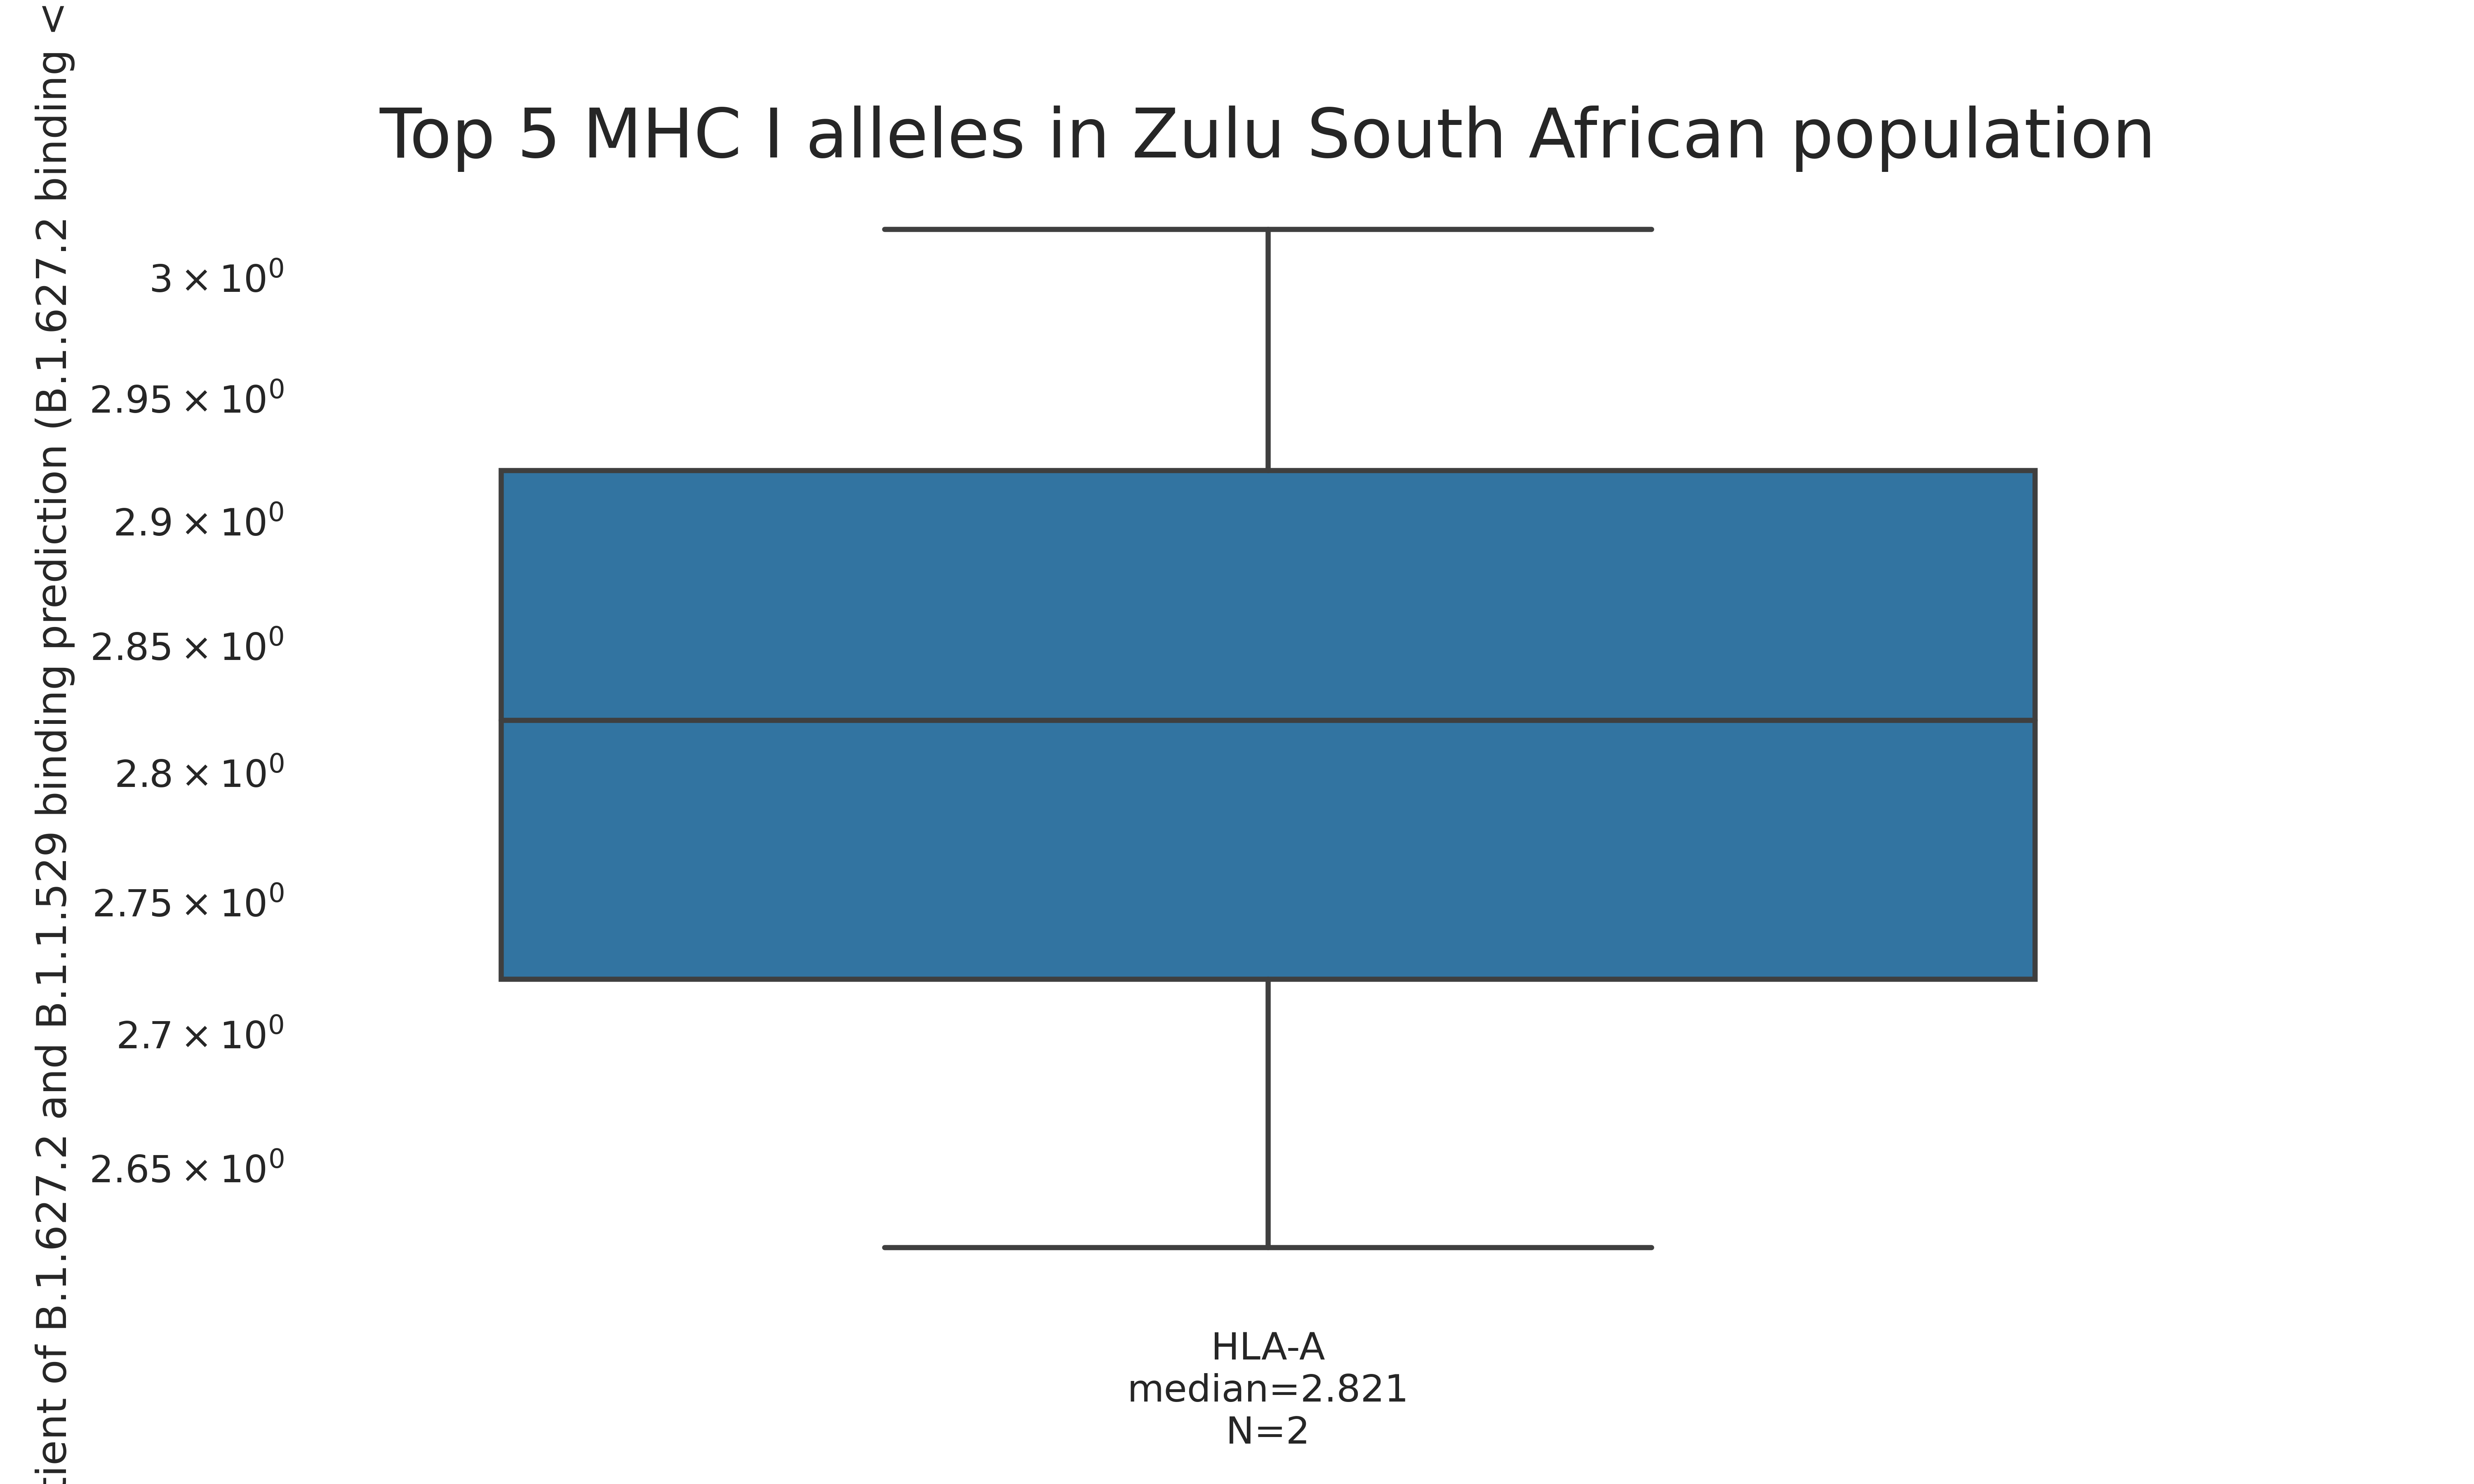 Top 5 MHC I alleles in Zulu South African population
of B.1.627.2 and B.1.1.529 binding prediction (B.1.627.2 binding <
3 × 10⁰
2.95 × 10⁰
2.9 × 10⁰
2.85 × 10⁰
2.8 × 10⁰
2.75 × 10⁰
2.7 × 10⁰
2.65 × 10⁰
HLA-A
median=2.821
N=2